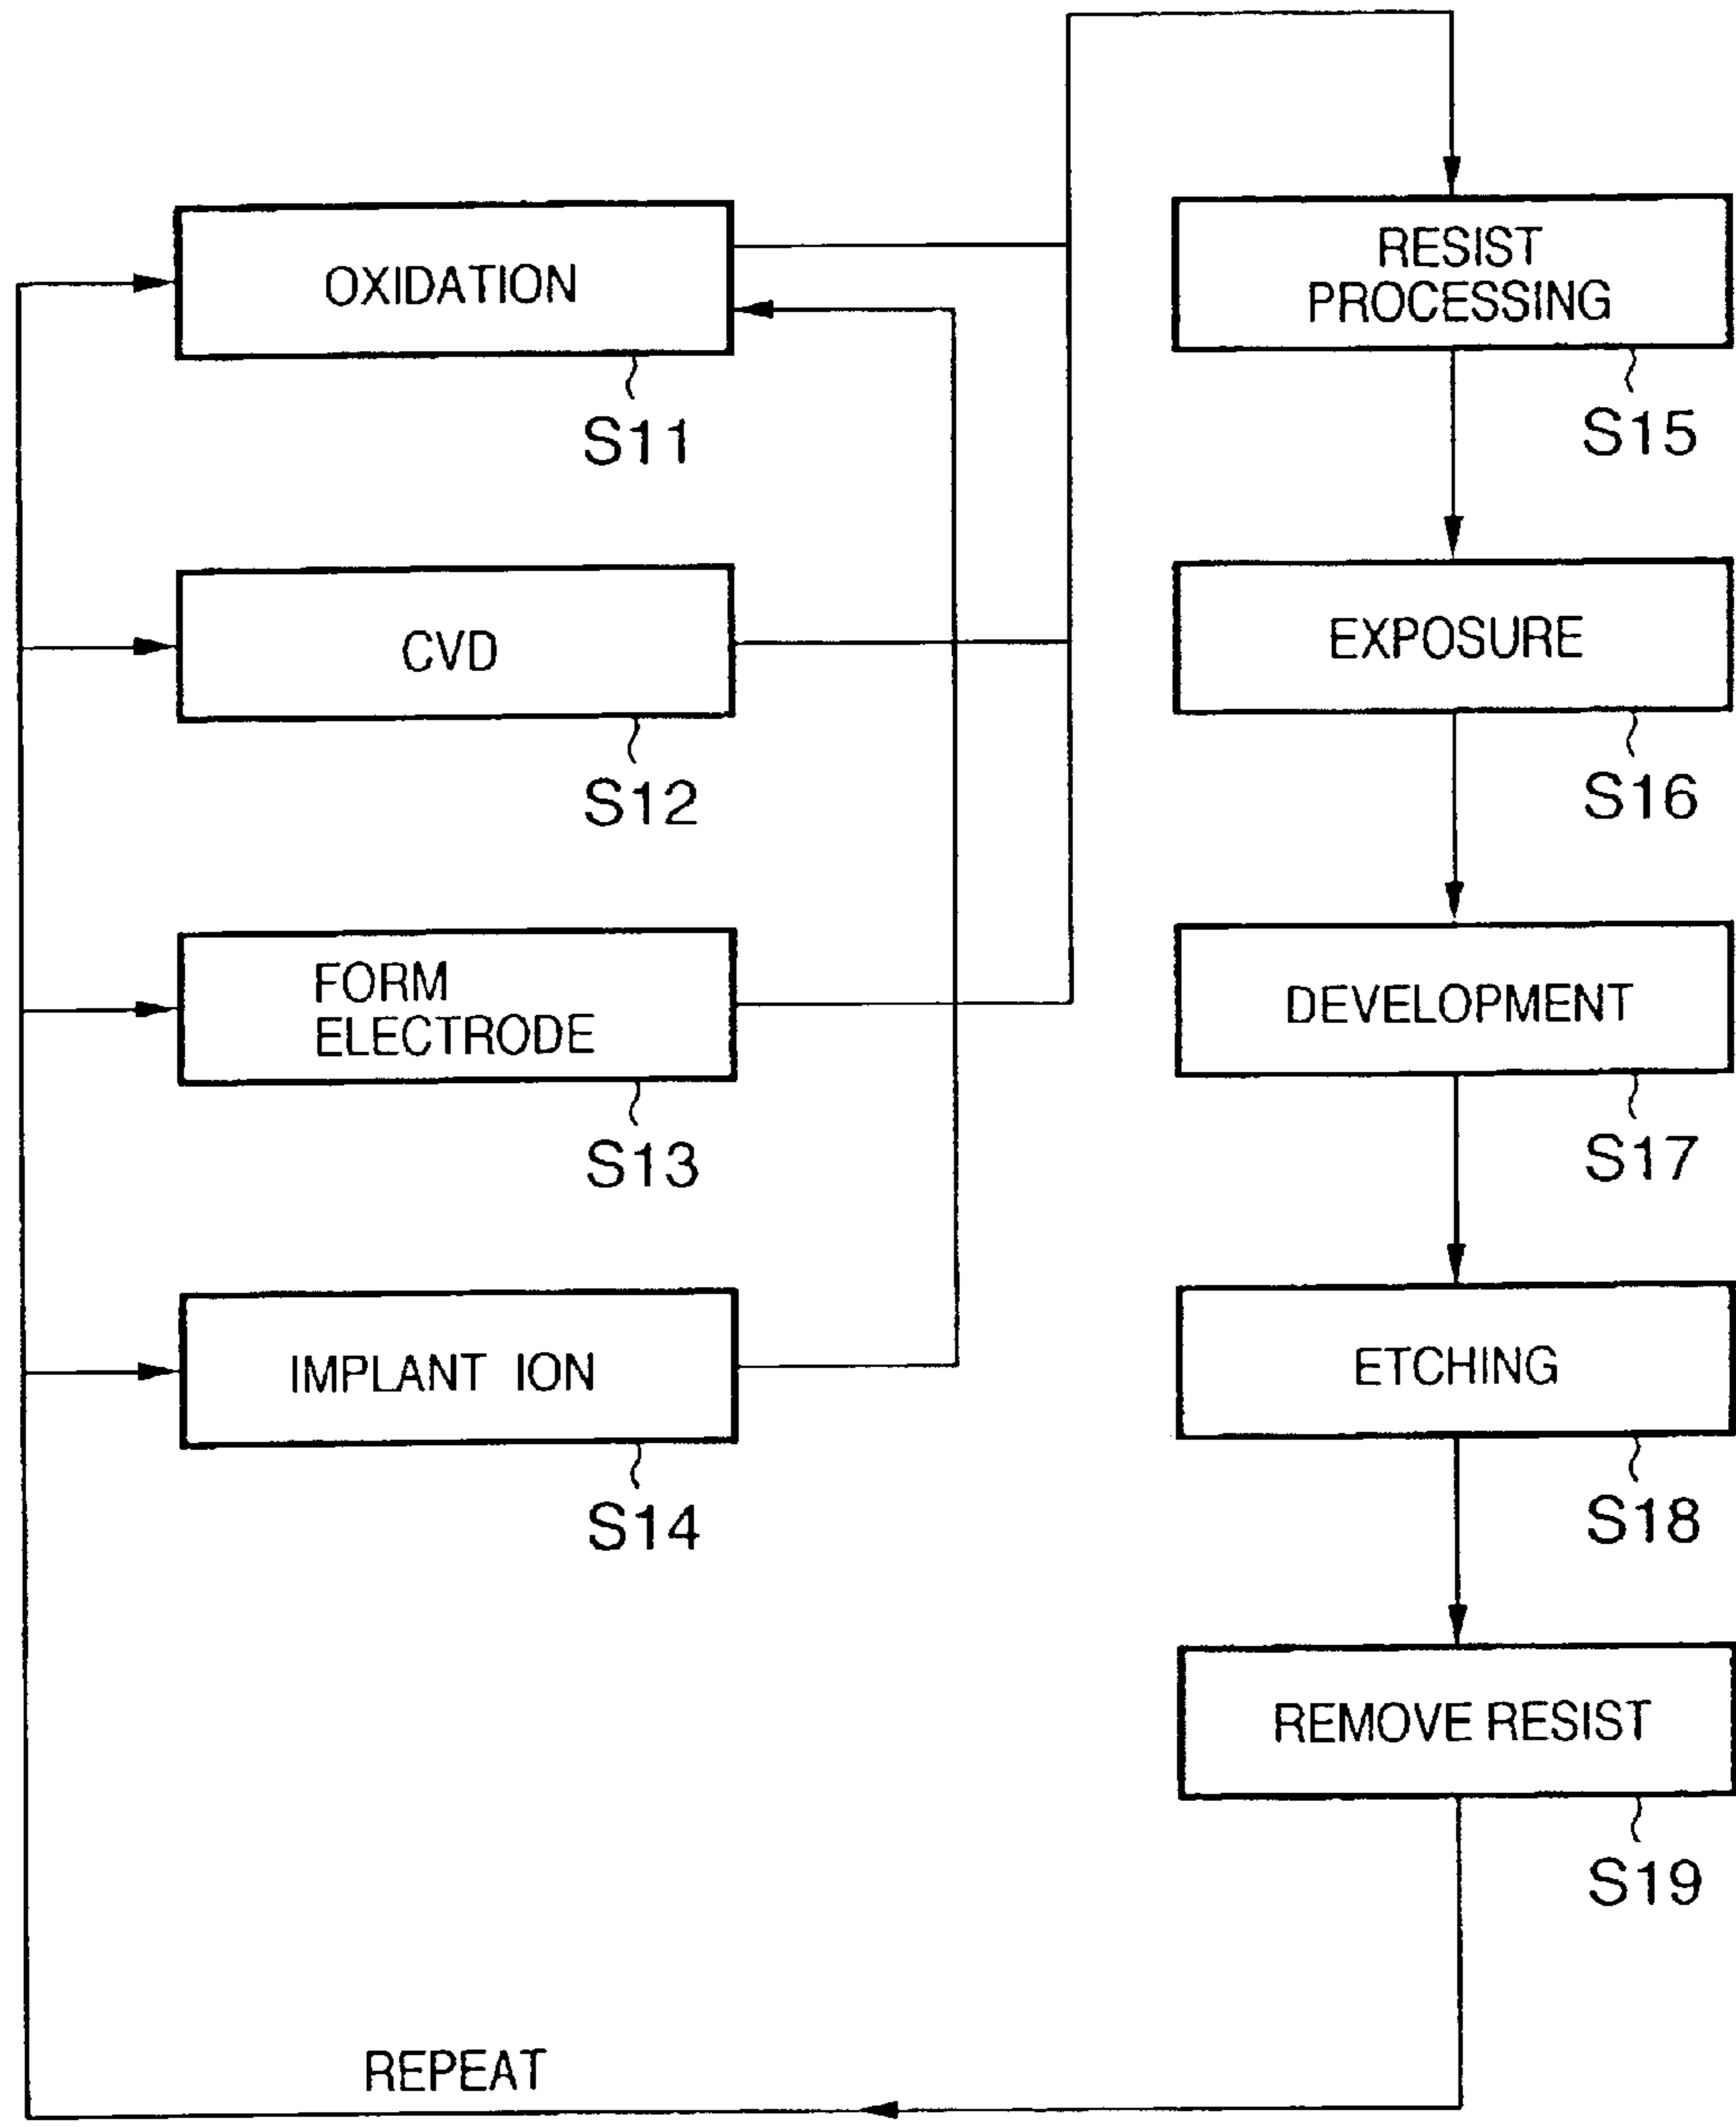 OXIDATION
S11
CVD
S12
FORM
ELECTRODE
S13
IMPLANT ION
S14
RESIST
PROCESSING
S15
EXPOSURE
S16
DEVELOPMENT
S17
ETCHING
S18
REMOVE RESIST
S19
REPEAT